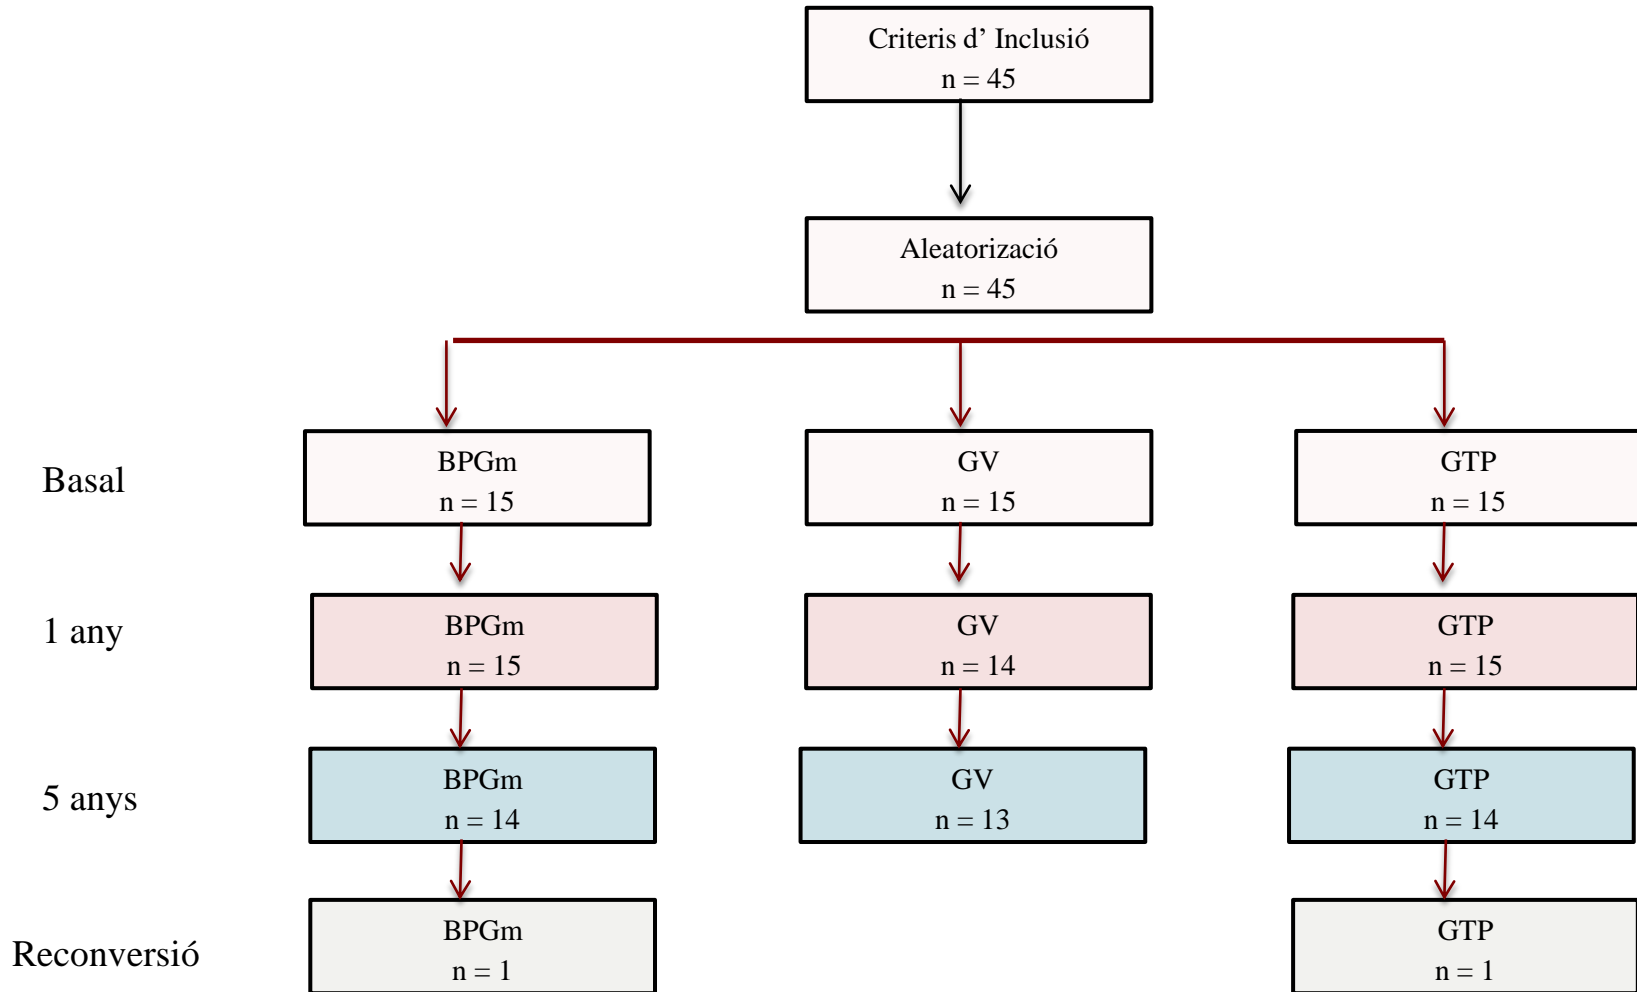 Criteris d’ Inclusió
n = 45
Aleatorització
n = 45
Basal
BPGm
n = 15
GV
n = 15
GTP
n = 15
1 any
BPGm
n = 15
GV
n = 14
GTP
n = 15
5 anys
BPGm
n = 14
GV
n = 13
GTP
n = 14
Reconversió
BPGm
n = 1
GTP
n = 1